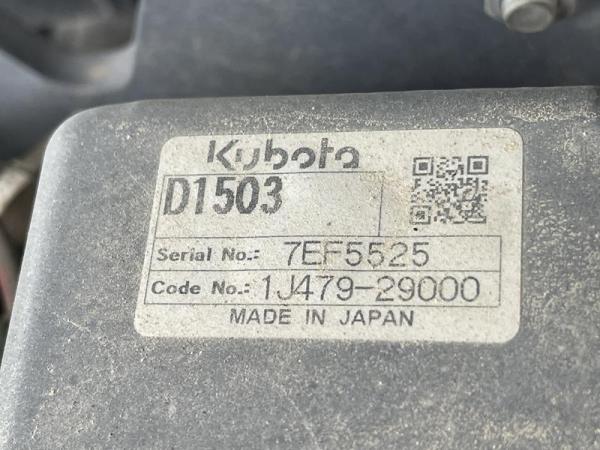 Kubota
D1503
Serial No.: 7EF5525
Code No.: 1J479-29000
MADE IN JAPAN